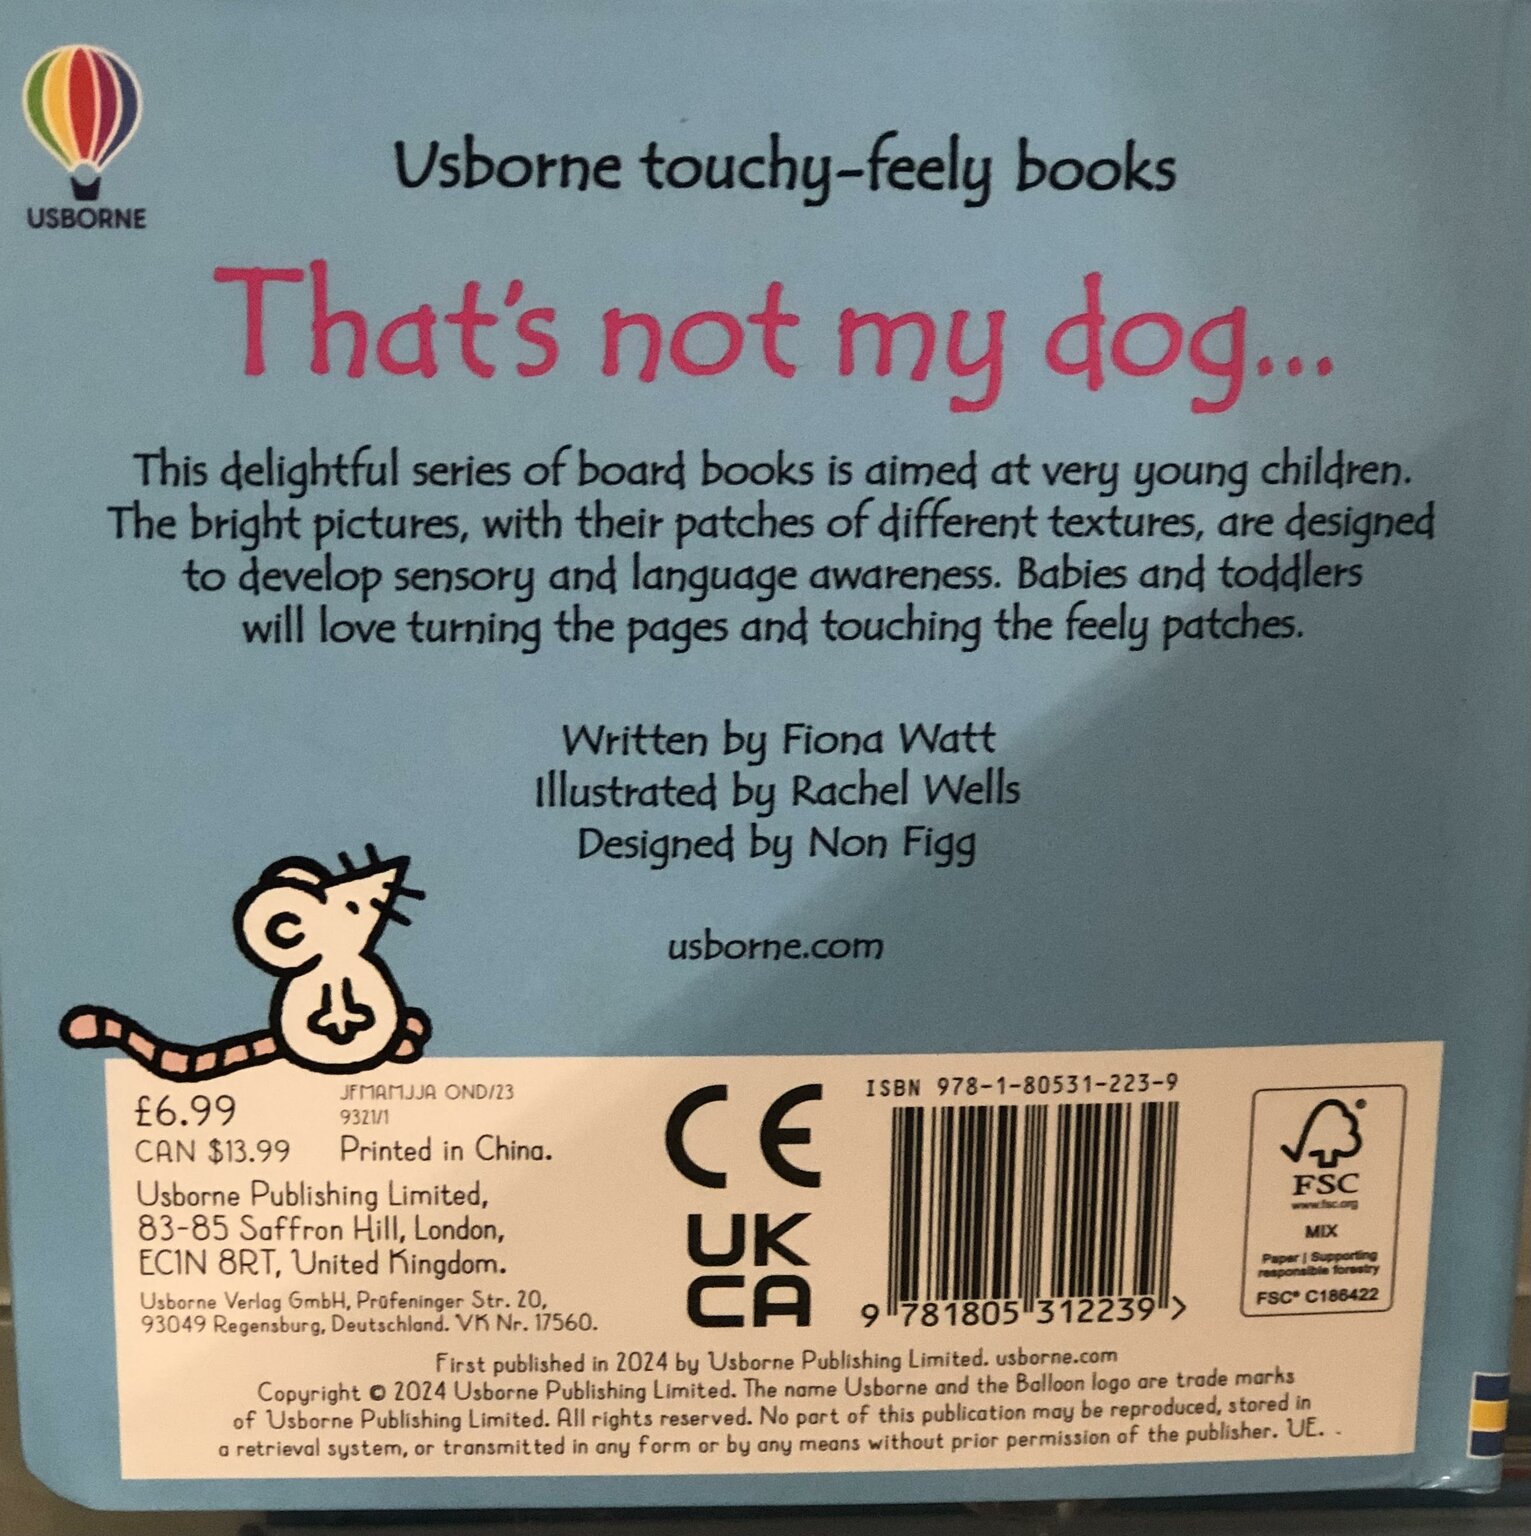 USBORNE
Usborne touchy-feely books
That's not my dog...
This delightful series of board books is aimed at very young children.
The bright pictures, with their patches of different textures, are designed
to develop sensory and language awareness. Babies and toddlers
will love turning the pages and touching the feely patches.
Written by Fiona Watt
Illustrated by Rachel Wells
Designed by Non Figg
usborne.com
£6.99
CAN $13.99
JFMAMJJA OND/23
9321/1
Printed in China.
Usborne Publishing Limited,
83-85 Saffron Hill, London,
EC1N 8RT, United Kingdom.
Usborne Verlag GmbH, Prüfeninger Str. 20,
93049 Regensburg, Deutschland. VK Nr. 17560.
CE
UK
CA
ISBN 978-1-80531-223-9
9 781805 312239 >
FSC
www.fsc.org
MIX
Paper | Supporting
responsible forestry
FSC® C186422
First published in 2024 by Usborne Publishing Limited. usborne.com
Copyright © 2024 Usborne Publishing Limited. The name Usborne and the Balloon logo are trade marks
of Usborne Publishing Limited. All rights reserved. No part of this publication may be reproduced, stored in
a retrieval system, or transmitted in any form or by any means without prior permission of the publisher. UE.